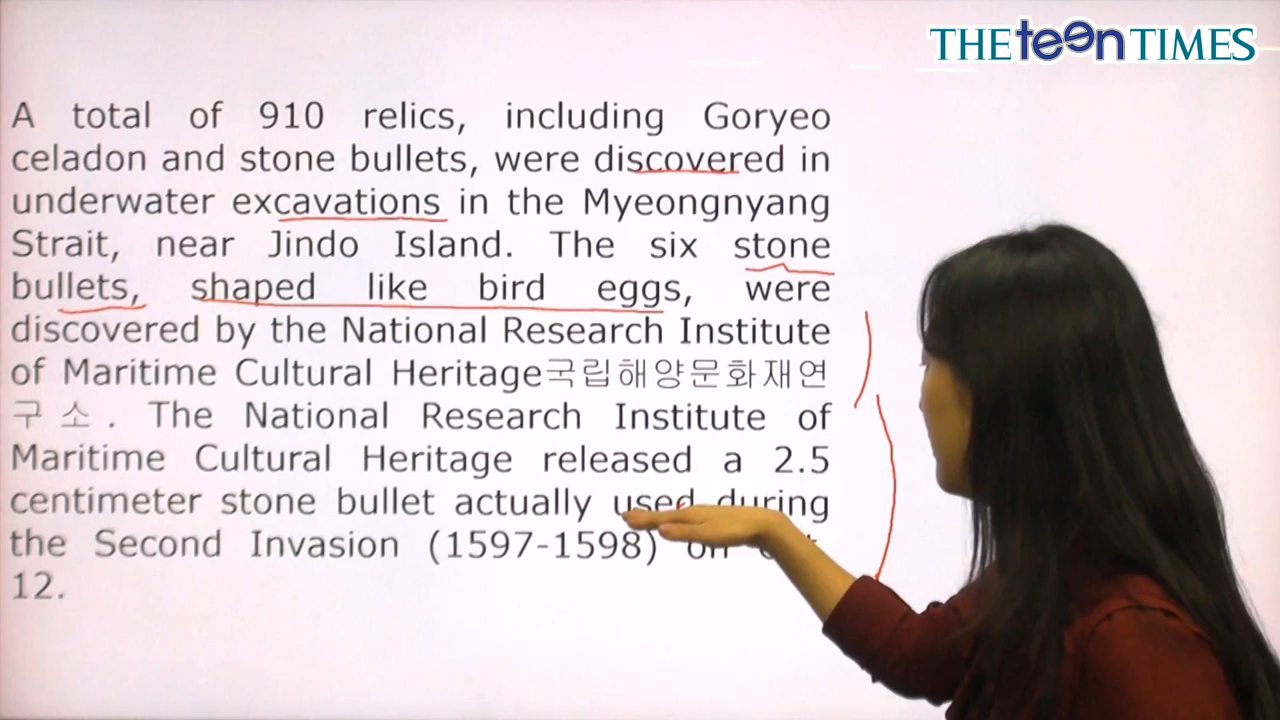 THE teen TIMES
A total of 910 relics, including Goryeo
celadon and stone bullets, were discovered in
underwater excavations in the Myeongnyang
Strait, near Jindo Island. The six stone
bullets, shaped like bird eggs, were
discovered by the National Research Institute
of Maritime Cultural Heritage국립해양문화재연
구소. The National Research Institute of
Maritime Cultural Heritage released a 2.5
centimeter stone bullet actually used during
the Second Invasion (1597-1598) on
12.